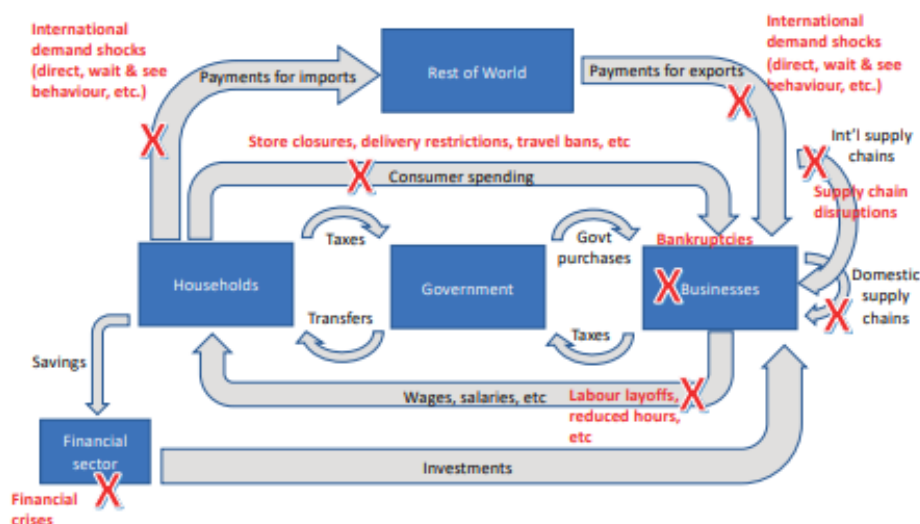 International
demand shocks
(direct, wait & see
behaviour, etc.)
Payments for imports
Rest of World
Payments for exports
International
demand shocks
(direct, wait & see
behaviour, etc.)
X
X
Int'l supply
chains
X
Supply chain
disruptions
Store closures, delivery restrictions, travel bans, etc
X
Consumer spending
Taxes
Govt
purchases
Bankruptcies
Households
Government
X
Businesses
Domestic
supply
chains
X
Transfers
Taxes
Savings
Wages, salaries, etc
Labour layoffs,
reduced hours,
etc
X
Financial
sector
X
Investments
Financial
crises